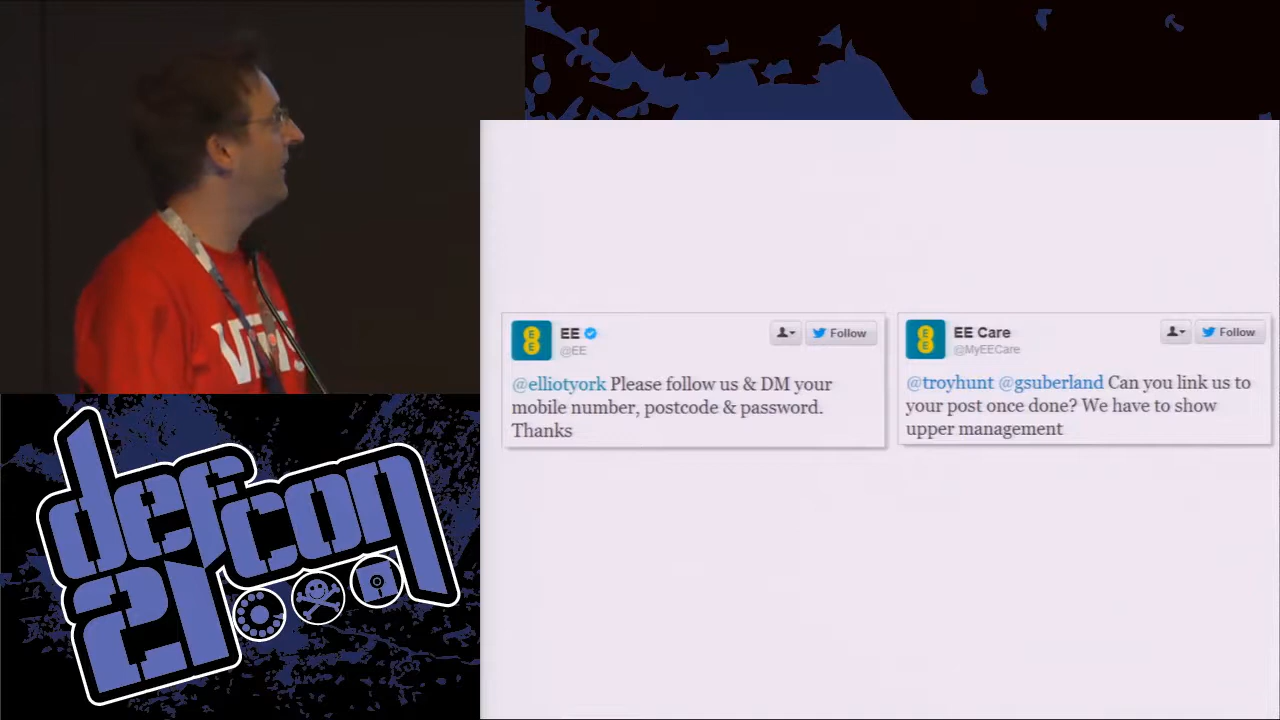 EE
@EE
Follow
@elliotyork Please follow us & DM your
mobile number, postcode & password.
Thanks
EE Care
@MyEECare
Follow
@troyhunt @gsuberland Can you link us to
your post once done? We have to show
upper management
defcon
21